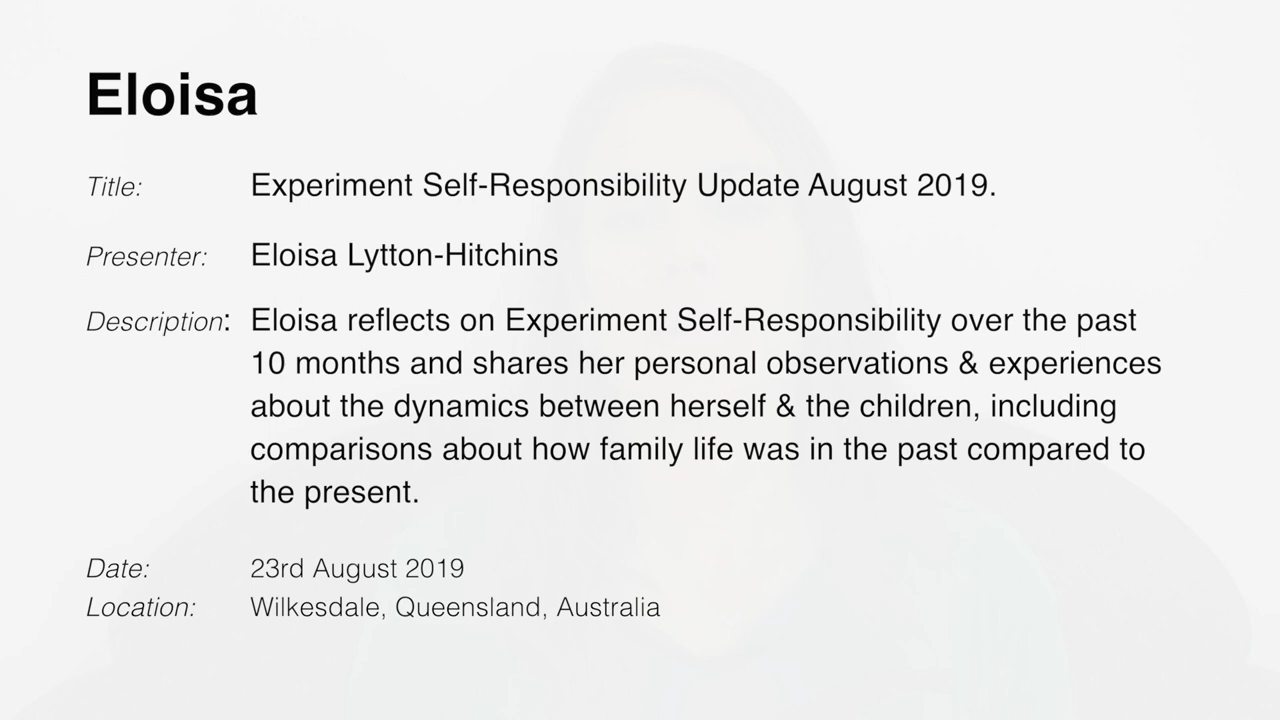 Eloisa
Title: Experiment Self-Responsibility Update August 2019.
Presenter: Eloisa Lytton-Hitchins
Description: Eloisa reflects on Experiment Self-Responsibility over the past
10 months and shares her personal observations & experiences
about the dynamics between herself & the children, including
comparisons about how family life was in the past compared to
the present.
Date: 23rd August 2019
Location: Wilkesdale, Queensland, Australia